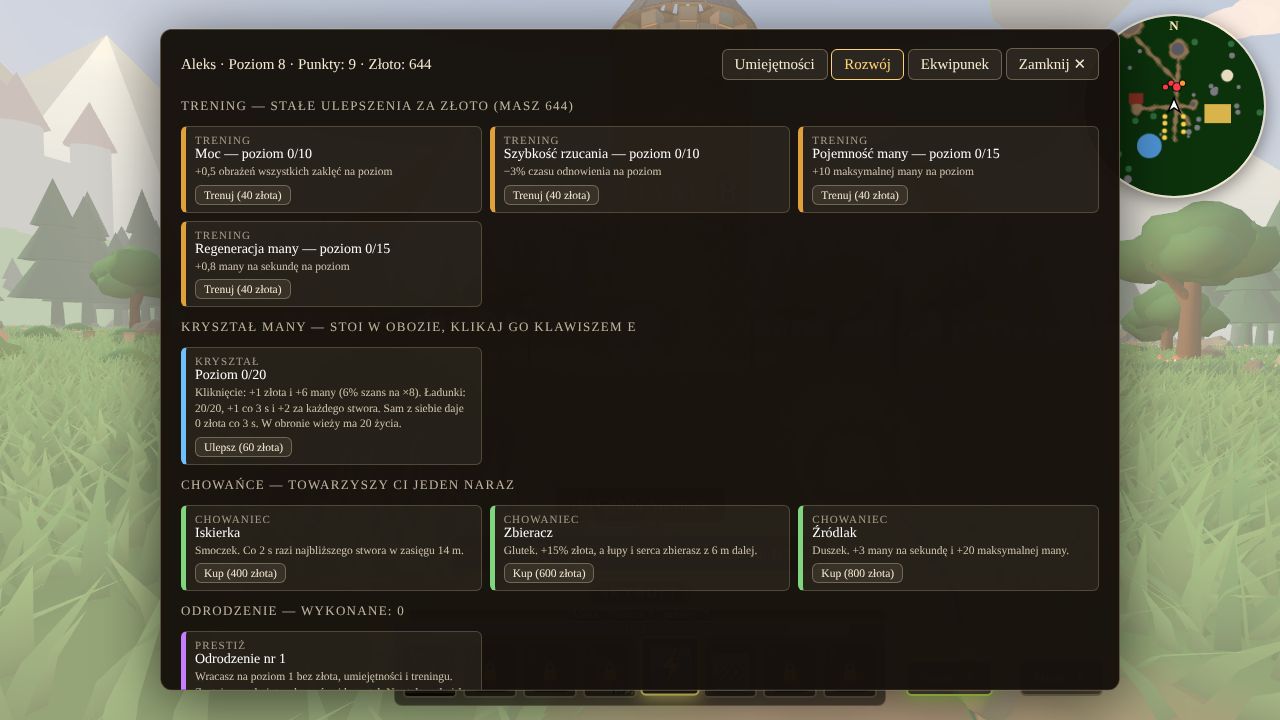 Aleks · Poziom 8 · Punkty: 9 · Złoto: 644
Umiejętności
Rozwój
Ekwipunek
Zamknij ✕
N
TRENING — STAŁE ULEPSZENIA ZA ZŁOTO (MASZ 644)
TRENING
Moc — poziom 0/10
+0,5 obrażeń wszystkich zaklęć na poziom
Trenuj (40 złota)
TRENING
Szybkość rzucania — poziom 0/10
−3% czasu odnowienia na poziom
Trenuj (40 złota)
TRENING
Pojemność many — poziom 0/15
+10 maksymalnej many na poziom
Trenuj (40 złota)
TRENING
Regeneracja many — poziom 0/15
+0,8 many na sekundę na poziom
Trenuj (40 złota)
KRYSZTAŁ MANY — STOI W OBOZIE, KLIKAJ GO KLAWISZEM E
KRYSZTAŁ
Poziom 0/20
Kliknięcie: +1 złota i +6 many (6% szans na ×8). Ładunki:
20/20, +1 co 3 s i +2 za każdego stwora. Sam z siebie daje
0 złota co 3 s. W obronie wieży ma 20 życia.
Ulepsz (60 złota)
CHOWAŃCE — TOWARZYSZY CI JEDEN NARAZ
CHOWANIEC
Iskierka
Smoczek. Co 2 s razi najbliższego stwora w zasięgu 14 m.
Kup (400 złota)
CHOWANIEC
Zbieracz
Glutek. +15% złota, a łupy i serca zbierasz z 6 m dalej.
Kup (600 złota)
CHOWANIEC
Źródlak
Duszek. +3 many na sekundę i +20 maksymalnej many.
Kup (800 złota)
ODRODZENIE — WYKONANE: 0
PRESTIŻ
Odrodzenie nr 1
Wracasz na poziom 1 bez złota, umiejętności i treningu.